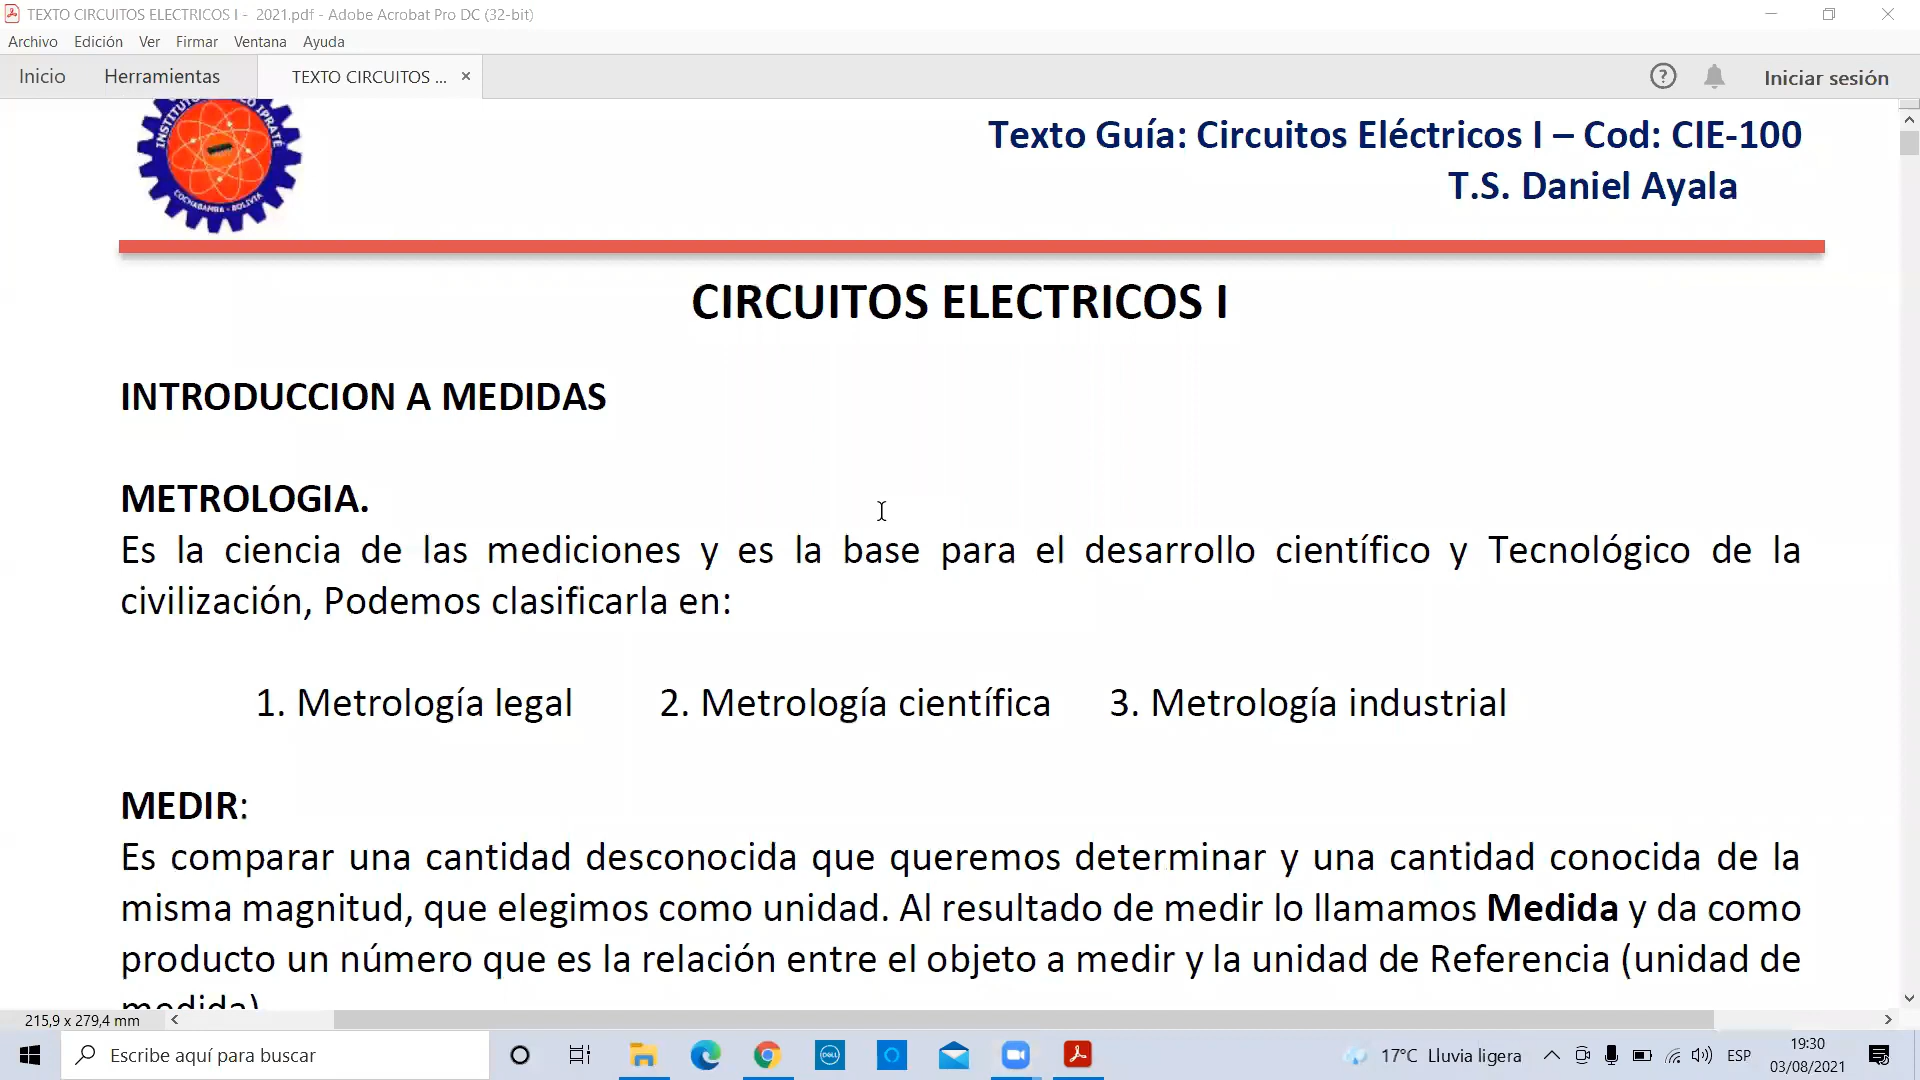 TEXTO CIRCUITOS ELECTRICOS I - 2021.pdf - Adobe Acrobat Pro DC (32-bit)
Archivo Edición Ver Firmar Ventana Ayuda
Inicio Herramientas TEXTO CIRCUITOS ... × ? Iniciar sesión
COCHABAMBA - BOLIVIA
Texto Guía: Circuitos Eléctricos I – Cod: CIE-100
T.S. Daniel Ayala
CIRCUITOS ELECTRICOS I
INTRODUCCION A MEDIDAS
METROLOGIA.
Es la ciencia de las mediciones y es la base para el desarrollo científico y Tecnológico de la
civilización, Podemos clasificarla en:
1. Metrología legal 2. Metrología científica 3. Metrología industrial
MEDIR:
Es comparar una cantidad desconocida que queremos determinar y una cantidad conocida de la
misma magnitud, que elegimos como unidad. Al resultado de medir lo llamamos Medida y da como
producto un número que es la relación entre el objeto a medir y la unidad de Referencia (unidad de
medida)
215,9 x 279,4 mm
Escribe aquí para buscar
DELL
17°C Lluvia ligera ESP 19:30
03/08/2021